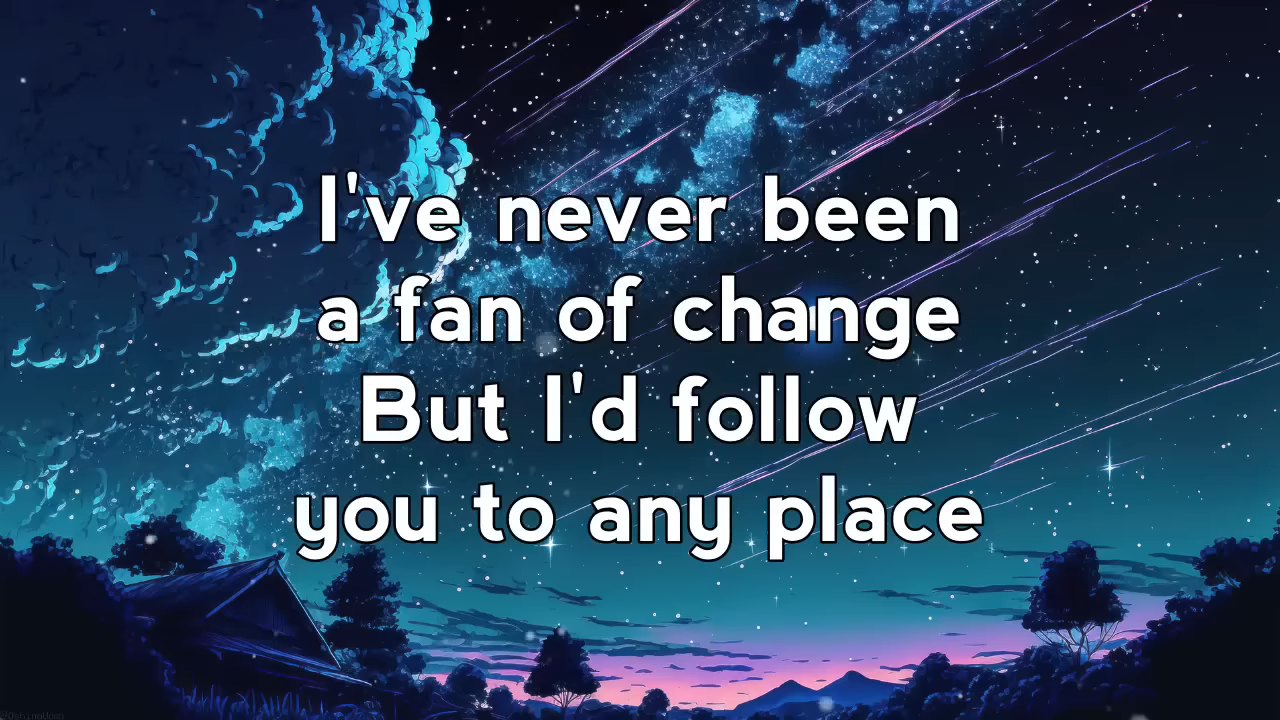 I've never been
a fan of change
But I'd follow
you to any place